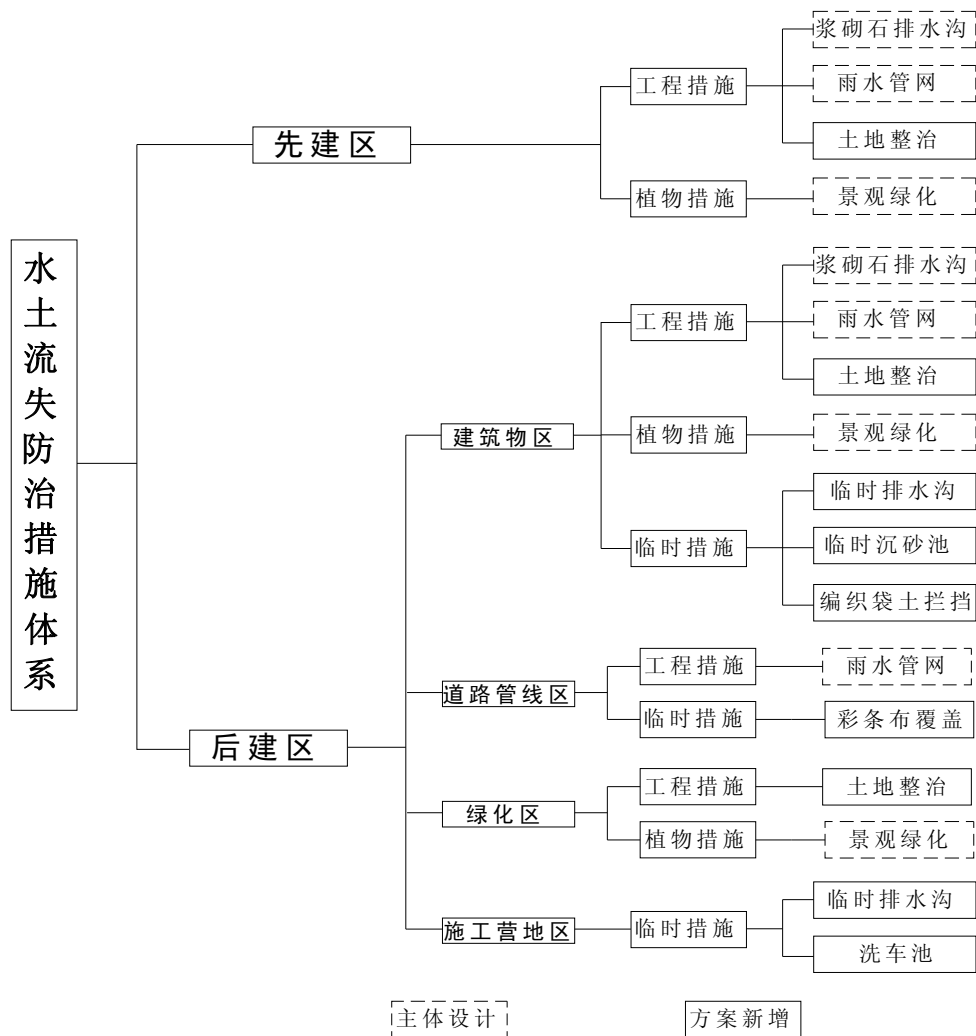 水土流失防治措施体系
先建区
工程措施
浆砌石排水沟
雨水管网
土地整治
植物措施
景观绿化
后建区
建筑物区
工程措施
浆砌石排水沟
雨水管网
土地整治
植物措施
景观绿化
临时措施
临时排水沟
临时沉砂池
编织袋土拦挡
道路管线区
工程措施
雨水管网
临时措施
彩条布覆盖
绿化区
工程措施
土地整治
植物措施
景观绿化
施工营地区
临时措施
临时排水沟
洗车池
主体设计
方案新增